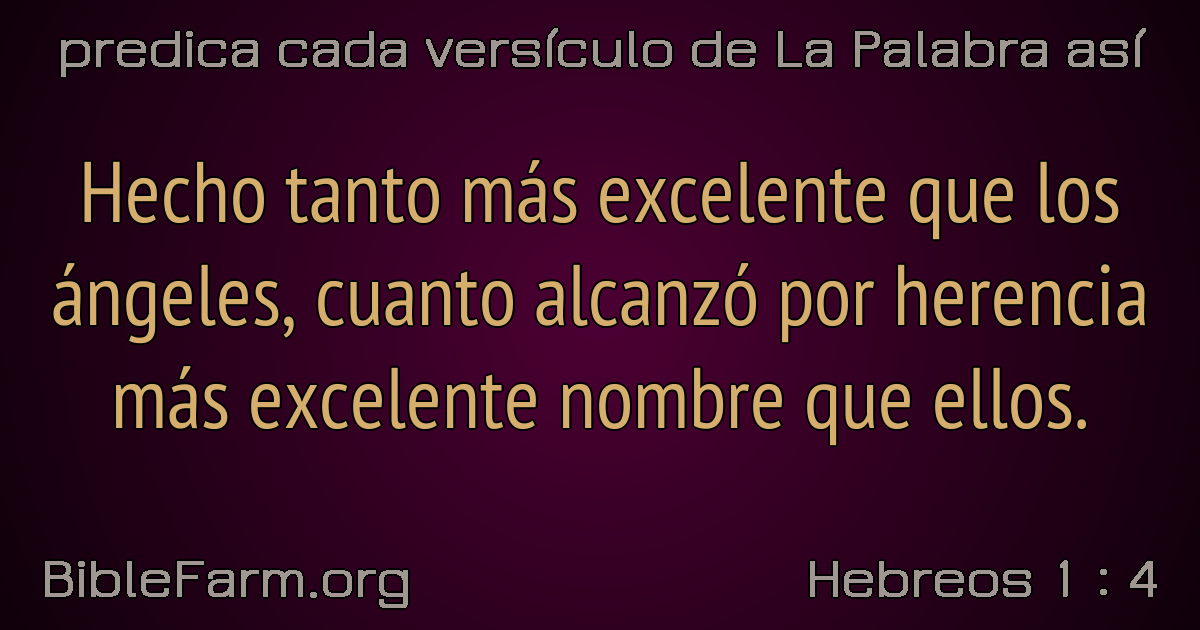 predica cada versículo de La Palabra así
Hecho tanto más excelente que los
ángeles, cuanto alcanzó por herencia
más excelente nombre que ellos.
BibleFarm.org
Hebreos 1 : 4